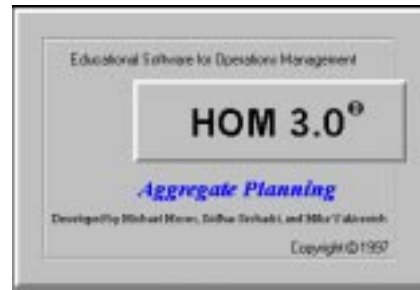 Educational Software for Operations Management
HOM 3.0
Aggregate Planning
Developed by Michael Moses, Sridhar Seshadri, and Mike Yakirevich
Copyright © 1997